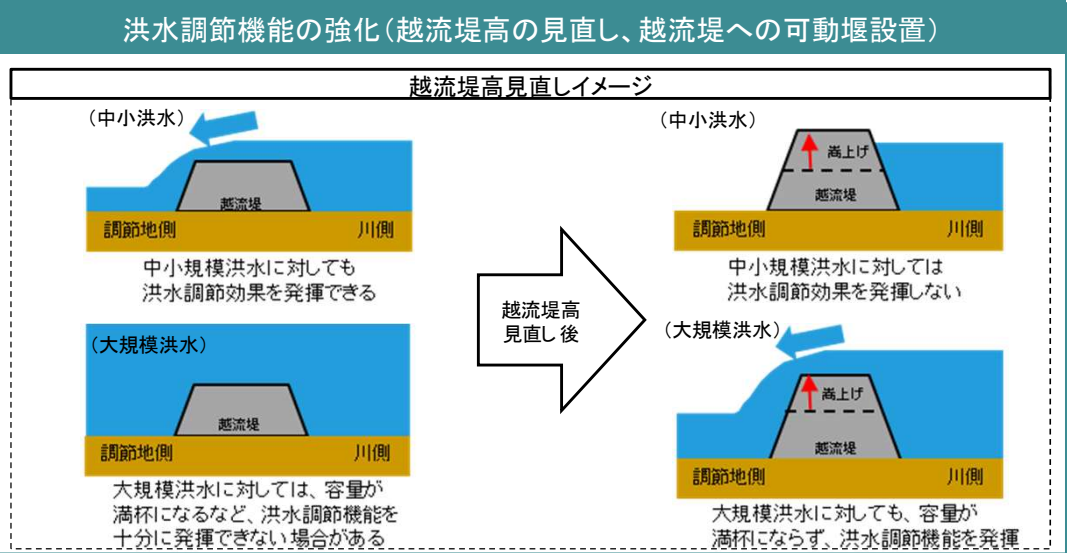 洪水調節機能の強化（越流堤高の見直し、越流堤への可動堰設置）
越流堤高見直しイメージ
（中小洪水）
越流堤
調節地側
川側
中小規模洪水に対しても
洪水調節効果を発揮できる
（大規模洪水）
越流堤
調節地側
川側
大規模洪水に対しては、容量が
満杯になるなど、洪水調節機能を
十分に発揮できない場合がある
越流堤高
見直し後
（中小洪水）
嵩上げ
越流堤
調節地側
川側
中小規模洪水に対しては
洪水調節効果を発揮しない
（大規模洪水）
嵩上げ
越流堤
調節地側
川側
大規模洪水に対しても、容量が
満杯にならず、洪水調節機能を発揮